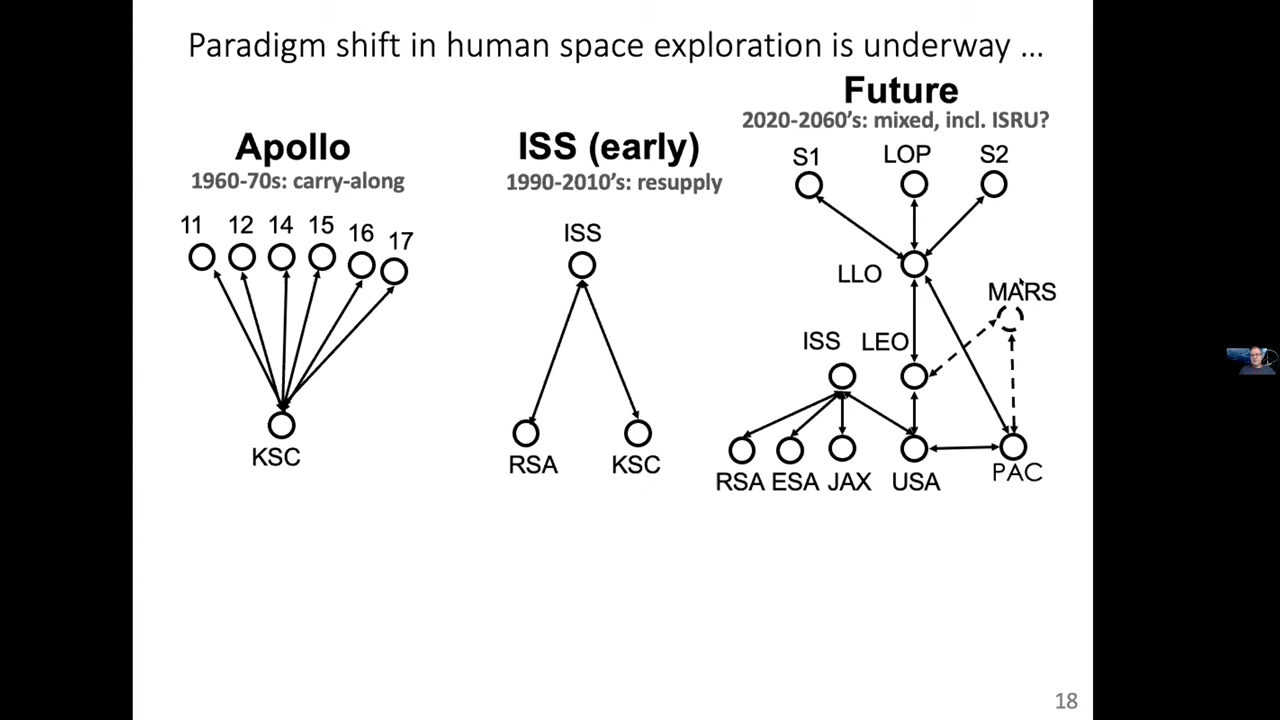 Paradigm shift in human space exploration is underway ...
Apollo
1960-70s: carry-along
11 12 14 15 16 17
KSC
ISS (early)
1990-2010's: resupply
ISS
RSA KSC
Future
2020-2060's: mixed, incl. ISRU?
S1 LOP S2
LLO
MARS
ISS LEO
RSA ESA JAX USA PAC
18